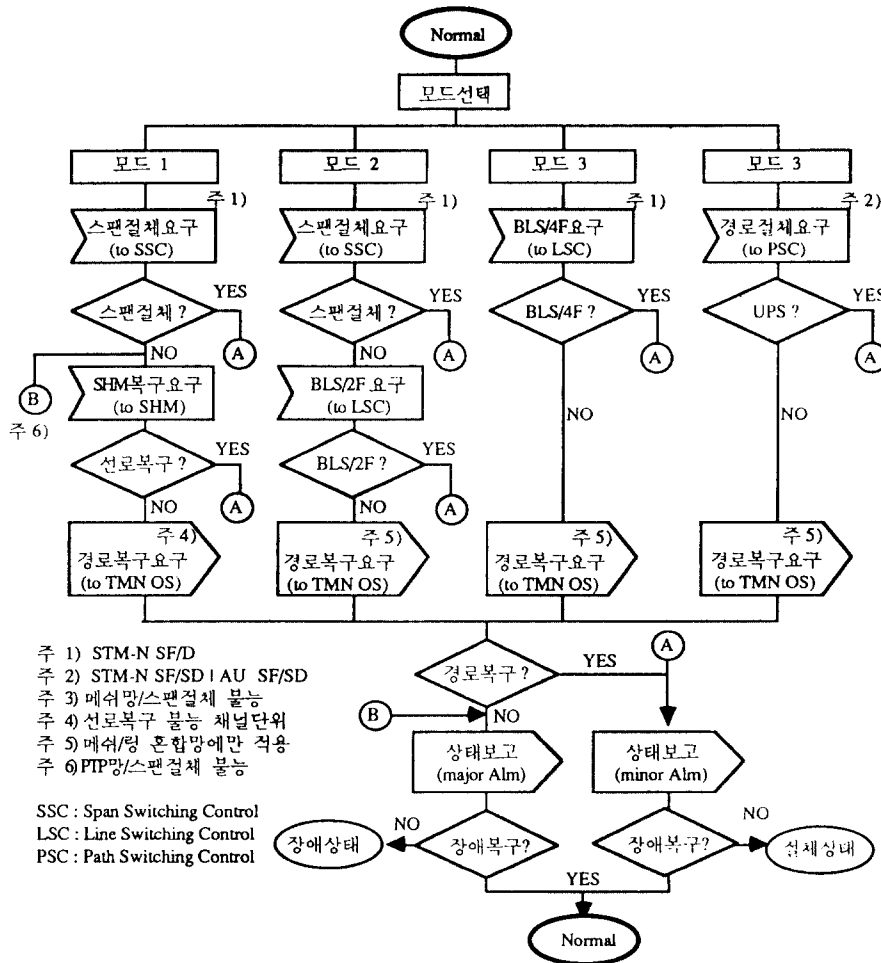 Normal
모드선택
모드 1
모드 2
모드 3
모드 3
주 1)
주 1)
주 1)
주 2)
스팬절체요구
(to SSC)
스팬절체요구
(to SSC)
BLS/4F요구
(to LSC)
경로절체요구
(to PSC)
스팬절체 ?
YES
스팬절체 ?
YES
BLS/4F ?
YES
UPS ?
YES
A
A
A
A
NO
NO
B
주 6)
SHM복구요구
(to SHM)
BLS/2F 요구
(to LSC)
NO
NO
선로복구 ?
YES
BLS/2F ?
YES
A
A
NO
NO
주 4)
경로복구요구
(to TMN OS)
주 5)
경로복구요구
(to TMN OS)
주 5)
경로복구요구
(to TMN OS)
주 5)
경로복구요구
(to TMN OS)
주 1) STM-N SF/D
주 2) STM-N SF/SD | AU SF/SD
주 3) 메쉬망/스팬절체 불능
주 4) 선로복구 불능 채널단위
주 5) 메쉬/링 혼합망에만 적용
주 6) PTP망/스팬절체 불능
SSC : Span Switching Control
LSC : Line Switching Control
PSC : Path Switching Control
경로복구 ?
YES
A
B
NO
상태보고
(major Alm)
상태보고
(minor Alm)
장애상태
NO
장애복구?
장애복구?
NO
절체상태
YES
Normal